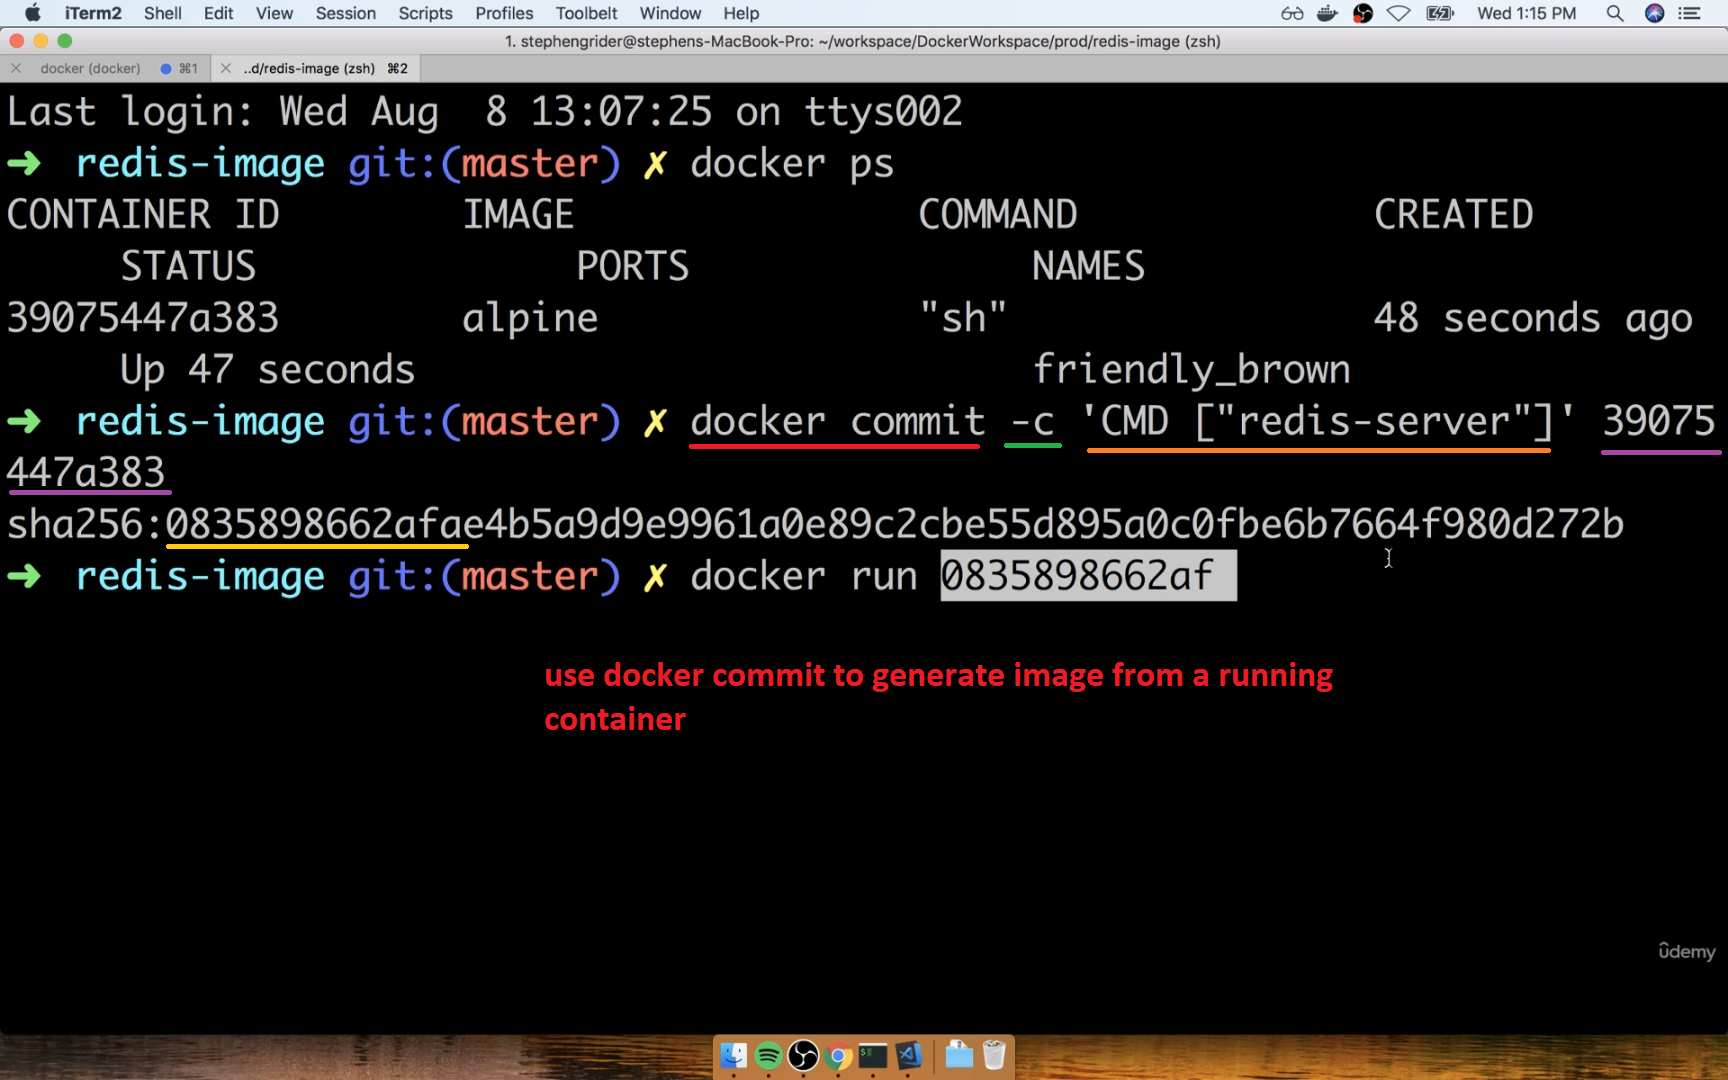 iTerm2 Shell Edit View Session Scripts Profiles Toolbelt Window Help Wed 1:15 PM
1. stephengrider@stephens-MacBook-Pro: ~/workspace/DockerWorkspace/prod/redis-image (zsh)
docker (docker) ⌘1 ..d/redis-image (zsh) ⌘2
Last login: Wed Aug  8 13:07:25 on ttys002
➜  redis-image git:(master) ✗ docker ps
CONTAINER ID        IMAGE               COMMAND             CREATED
     STATUS              PORTS               NAMES
39075447a383        alpine              "sh"                48 seconds ago
     Up 47 seconds                           friendly_brown
➜  redis-image git:(master) ✗ docker commit -c 'CMD ["redis-server"]' 39075
447a383
sha256:0835898662afae4b5a9d9e9961a0e89c2cbe55d895a0c0fbe6b7664f980d272b
➜  redis-image git:(master) ✗ docker run 0835898662af
use docker commit to generate image from a running
container
ûdemy